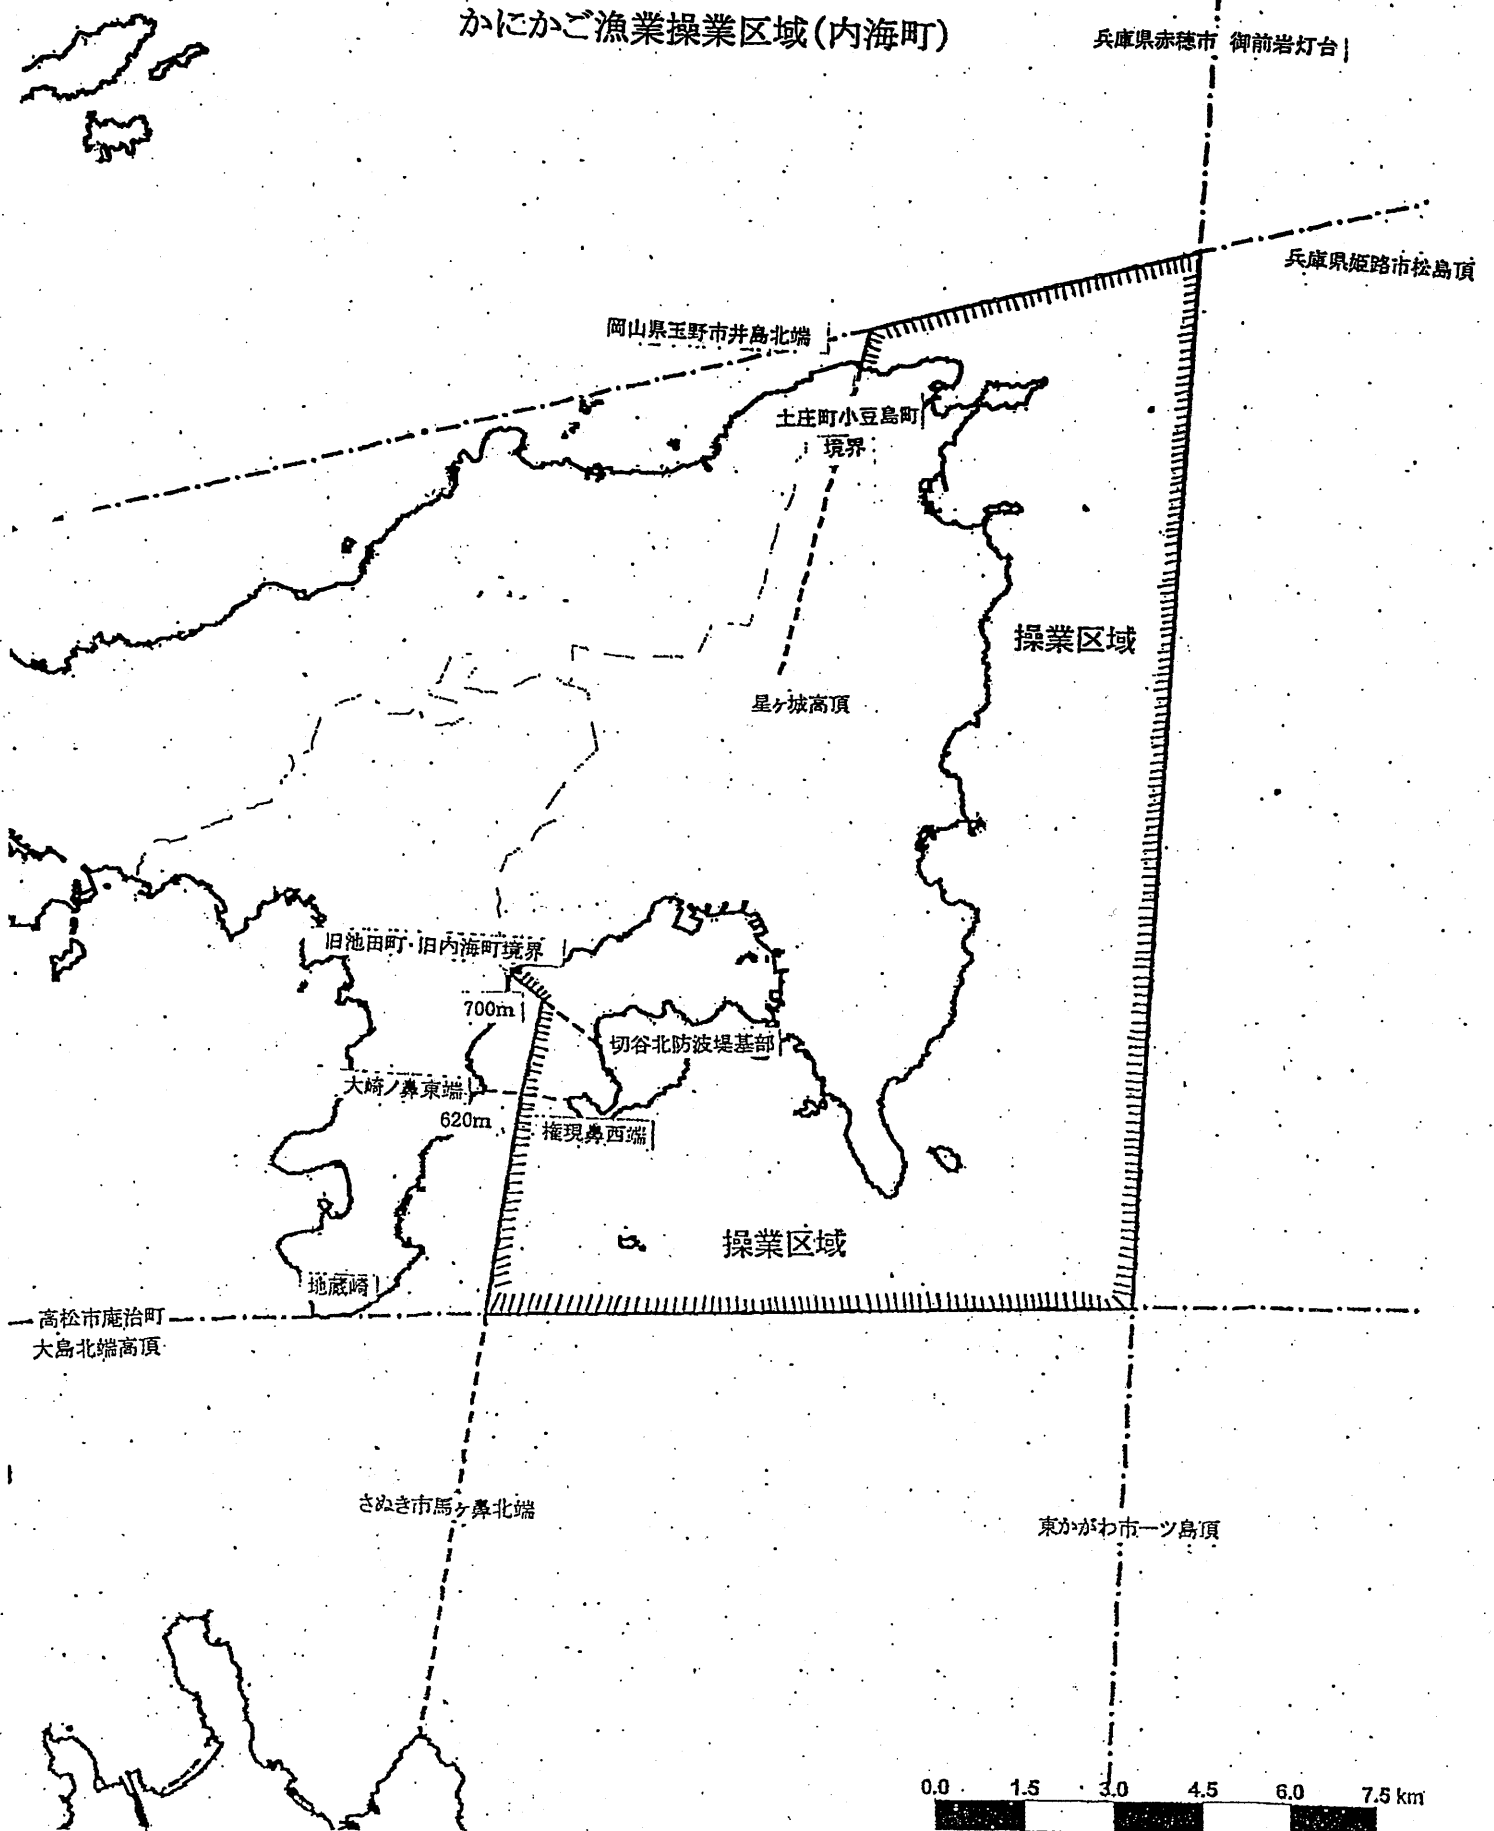 かにかご漁業操業区域(内海町)
兵庫県赤穂市 御前岩灯台
兵庫県姫路市松島頂
岡山県玉野市井島北端
土庄町小豆島町
境界
操業区域
星ヶ城高頂
旧池田町・旧内海町境界
700m
切谷北防波堤基部
大崎ノ鼻東端
620m
権現鼻西端
操業区域
地蔵崎
高松市庵治町
大島北端高頂
さぬき市馬ヶ鼻北端
東かがわ市一ツ島頂
0.0 1.5 3.0 4.5 6.0 7.5 km